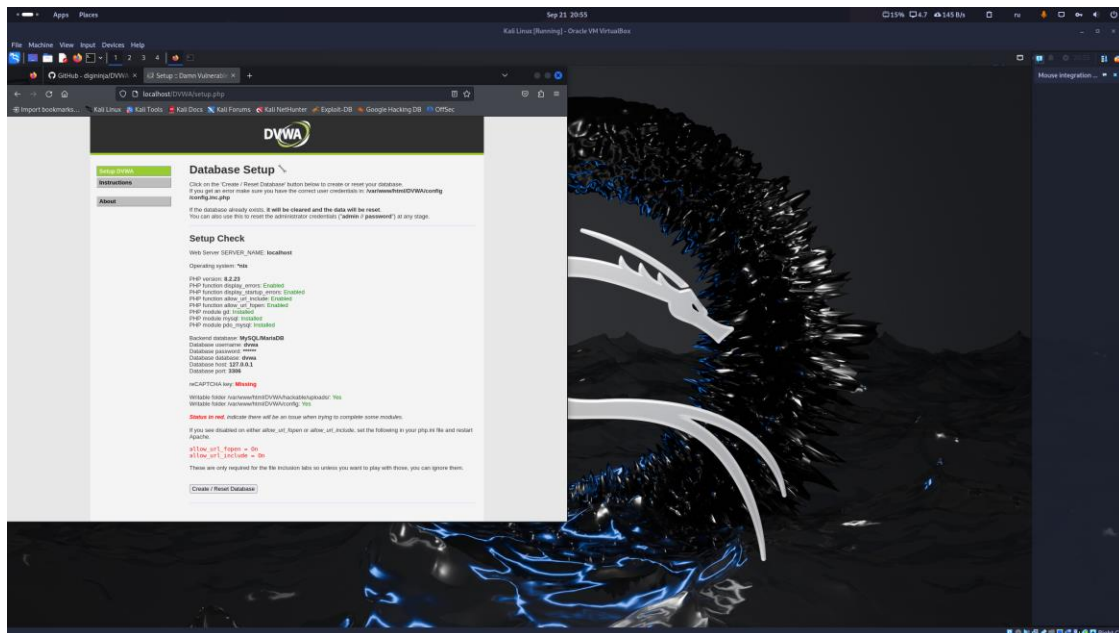 Apps Places
Sep 21 20:55
15% 4.7 145 B/s
ru
Kali Linux [Running] - Oracle VM VirtualBox
File Machine View Input Devices Help
1 2 3 4
GitHub - digininja/DVWA
Setup :: Damn Vulnerable
localhost/DVWA/setup.php
Import bookmarks... Kali Linux Kali Tools Kali Docs Kali Forums Kali NetHunter Exploit-DB Google Hacking DB OffSec
Mouse integration ...
DVWA
Setup DVWA
Instructions
About
Database Setup
Click on the 'Create / Reset Database' button below to create or reset your database.
If you get an error make sure you have the correct user credentials in: /var/www/html/DVWA/config
/config.inc.php
If the database already exists, it will be cleared and the data will be reset.
You can also use this to reset the administrator credentials ("admin // password") at any stage.
Setup Check
Web Server SERVER_NAME: localhost
Operating system: *nix
PHP version: 8.2.23
PHP function display_errors: Enabled
PHP function display_startup_errors: Enabled
PHP function allow_url_include: Enabled
PHP function allow_url_fopen: Enabled
PHP module gd: Installed
PHP module mysql: Installed
PHP module pdo_mysql: Installed
Backend database: MySQL/MariaDB
Database username: dvwa
Database password: ******
Database database: dvwa
Database host: 127.0.0.1
Database port: 3306
reCAPTCHA key: Missing
Writable folder /var/www/html/DVWA/hackable/uploads/: Yes
Writable folder /var/www/html/DVWA/config: Yes
Status in red, indicate there will be an issue when trying to complete some modules.
If you see disabled on either allow_url_fopen or allow_url_include, set the following in your php.ini file and restart
Apache.
allow_url_fopen = On
allow_url_include = On
These are only required for the file inclusion labs so unless you want to play with those, you can ignore them.
Create / Reset Database